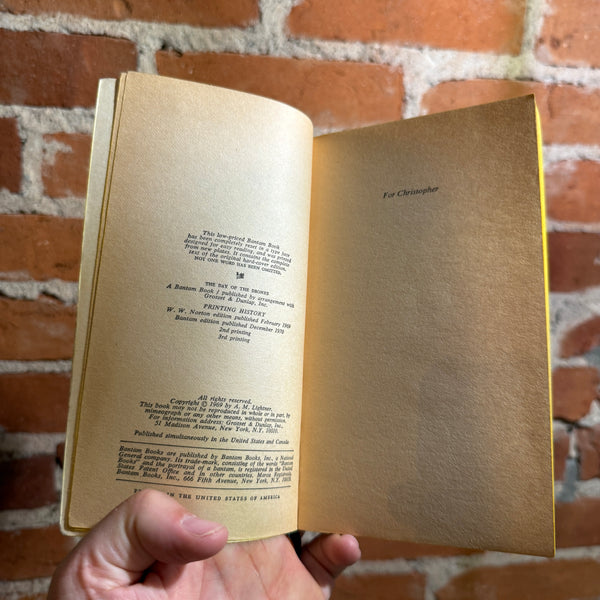 This low-priced Bantam Book
has been completely reset in a type face
designed for easy reading, and was printed
from new plates. It contains the complete
text of the original hard-cover edition.
NOT ONE WORD HAS BEEN OMITTED.
THE DAY OF THE DRONES
A Bantam Book / published by arrangement with
Grosset & Dunlap, Inc.
PRINTING HISTORY
W. W. Norton edition published February 1969
Bantam edition published December 1970
2nd printing
3rd printing
All rights reserved.
Copyright © 1969 by A. M. Lightner.
This book may not be reproduced in whole or in part, by
mimeograph or any other means, without permission.
For information address: Grosset & Dunlap, Inc.,
51 Madison Avenue, New York, N.Y. 10010.
Published simultaneously in the United States and Canada
Bantam Books are published by Bantam Books, Inc., a National
General company. Its trade-mark, consisting of the words "Bantam
Books" and the portrayal of a bantam, is registered in the United
States Patent Office and in other countries. Marca Registrada.
Bantam Books, Inc., 666 Fifth Avenue, New York, N.Y. 10019.
IN THE UNITED STATES OF AMERICA
For Christopher